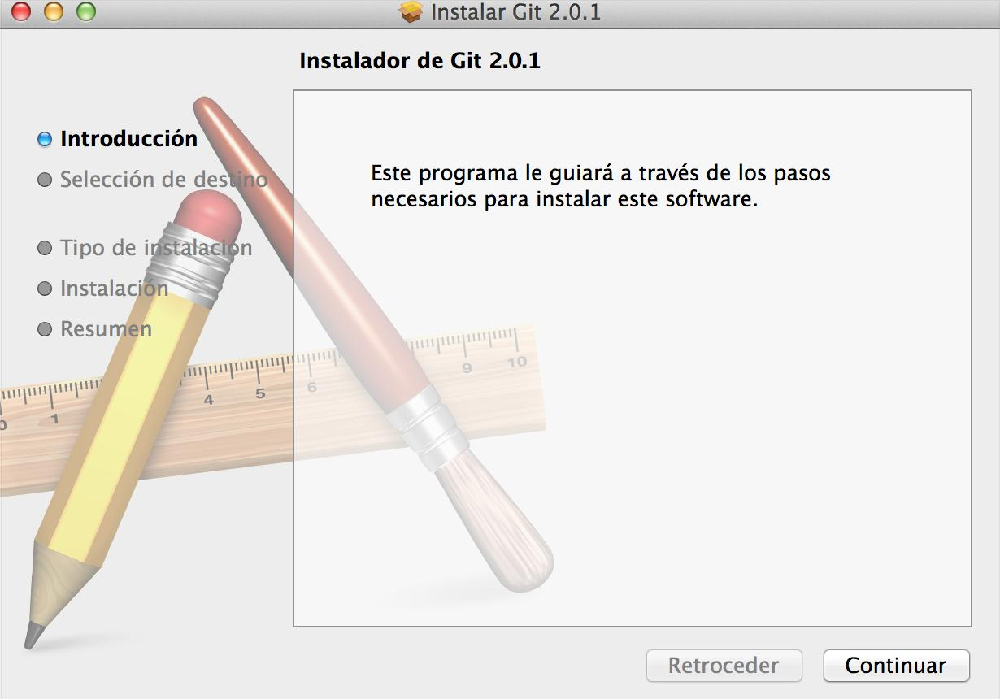 Instalar Git 2.0.1
Instalador de Git 2.0.1
Introducción
Selección de destino
Tipo de instalación
Instalación
Resumen
Este programa le guiará a través de los pasos
necesarios para instalar este software.
0 1 4 5 6 9 10
Retroceder
Continuar